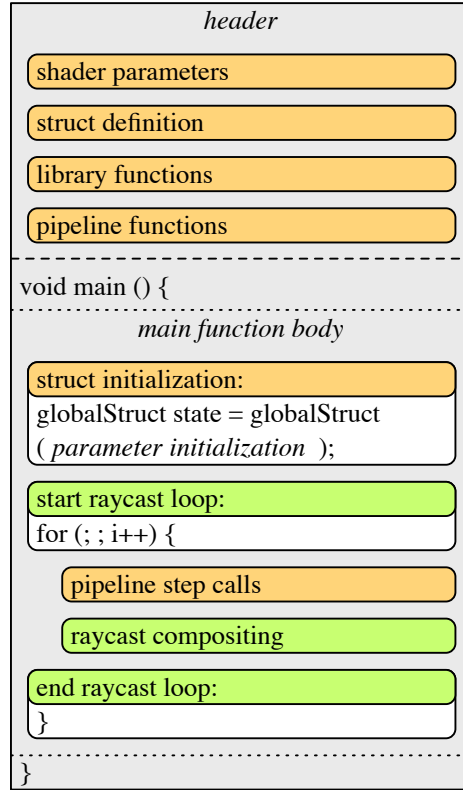 header
shader parameters
struct definition
library functions
pipeline functions
void main () {
main function body
struct initialization:
globalStruct state = globalStruct
( parameter initialization );
start raycast loop:
for (; ; i++) {
pipeline step calls
raycast compositing
end raycast loop:
}
}